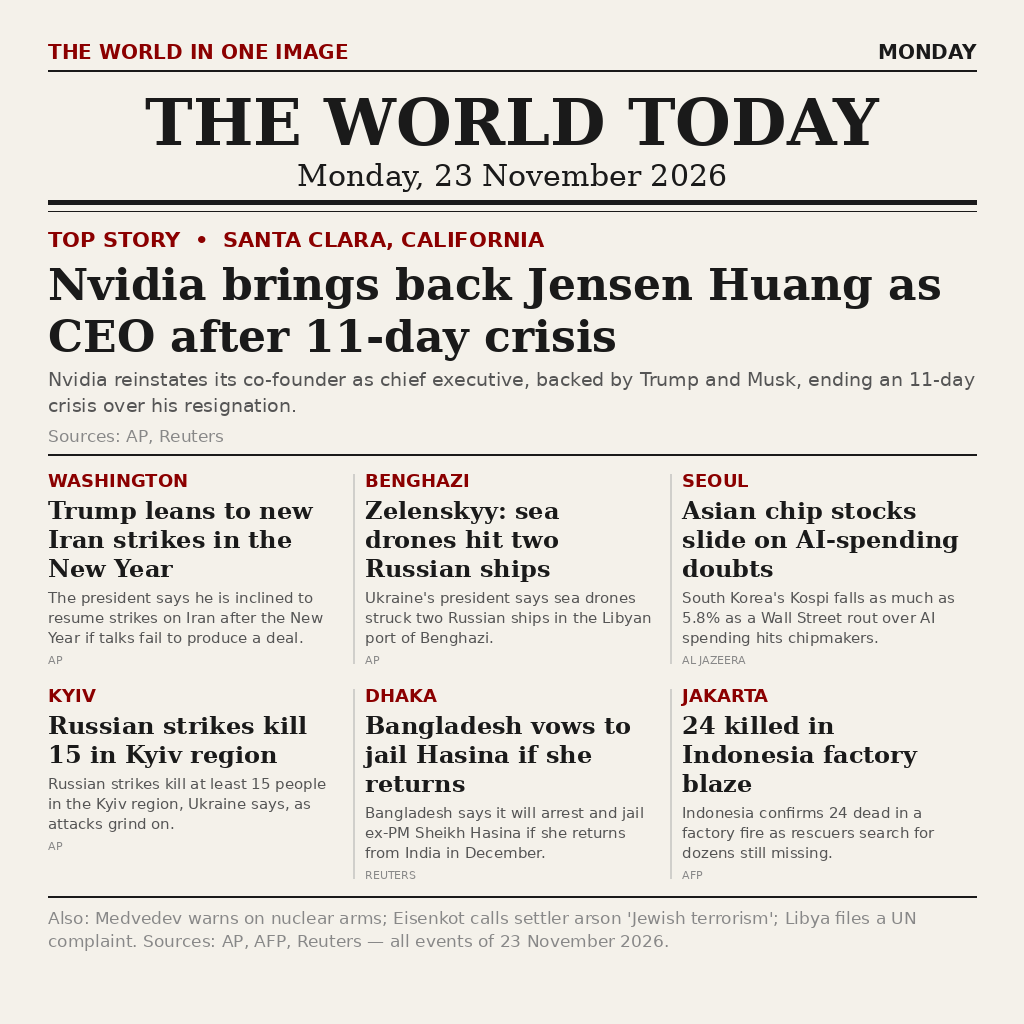 THE WORLD IN ONE IMAGE
MONDAY
THE WORLD TODAY
Monday, 23 November 2026
TOP STORY • SANTA CLARA, CALIFORNIA
Nvidia brings back Jensen Huang as
CEO after 11-day crisis
Nvidia reinstates its co-founder as chief executive, backed by Trump and Musk, ending an 11-day
crisis over his resignation.
Sources: AP, Reuters
WASHINGTON
Trump leans to new
Iran strikes in the
New Year
The president says he is inclined to
resume strikes on Iran after the New
Year if talks fail to produce a deal.
AP
BENGHAZI
Zelenskyy: sea
drones hit two
Russian ships
Ukraine's president says sea drones
struck two Russian ships in the Libyan
port of Benghazi.
AP
SEOUL
Asian chip stocks
slide on AI-spending
doubts
South Korea's Kospi falls as much as
5.8% as a Wall Street rout over AI
spending hits chipmakers.
AL JAZEERA
KYIV
Russian strikes kill
15 in Kyiv region
Russian strikes kill at least 15 people
in the Kyiv region, Ukraine says, as
attacks grind on.
AP
DHAKA
Bangladesh vows to
jail Hasina if she
returns
Bangladesh says it will arrest and jail
ex-PM Sheikh Hasina if she returns
from India in December.
REUTERS
JAKARTA
24 killed in
Indonesia factory
blaze
Indonesia confirms 24 dead in a
factory fire as rescuers search for
dozens still missing.
AFP
Also: Medvedev warns on nuclear arms; Eisenkot calls settler arson 'Jewish terrorism'; Libya files a UN
complaint. Sources: AP, AFP, Reuters — all events of 23 November 2026.